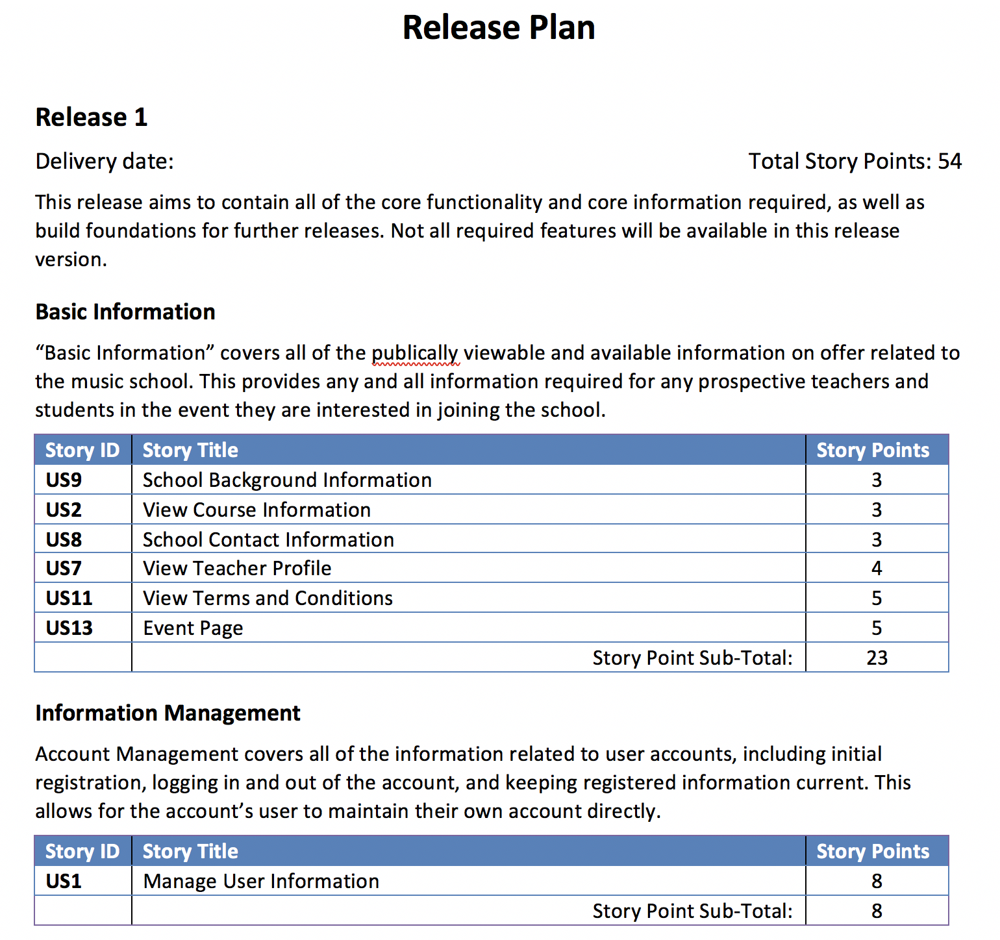 Release Plan
Release 1
Delivery date: Total Story Points: 54
This release aims to contain all of the core functionality and core information required, as well as
build foundations for further releases. Not all required features will be available in this release
version.
Basic Information
“Basic Information” covers all of the publically viewable and available information on offer related to
the music school. This provides any and all information required for any prospective teachers and
students in the event they are interested in joining the school.
Story ID Story Title Story Points
US9 School Background Information 3
US2 View Course Information 3
US8 School Contact Information 3
US7 View Teacher Profile 4
US11 View Terms and Conditions 5
US13 Event Page 5
Story Point Sub-Total: 23
Information Management
Account Management covers all of the information related to user accounts, including initial
registration, logging in and out of the account, and keeping registered information current. This
allows for the account’s user to maintain their own account directly.
Story ID Story Title Story Points
US1 Manage User Information 8
Story Point Sub-Total: 8